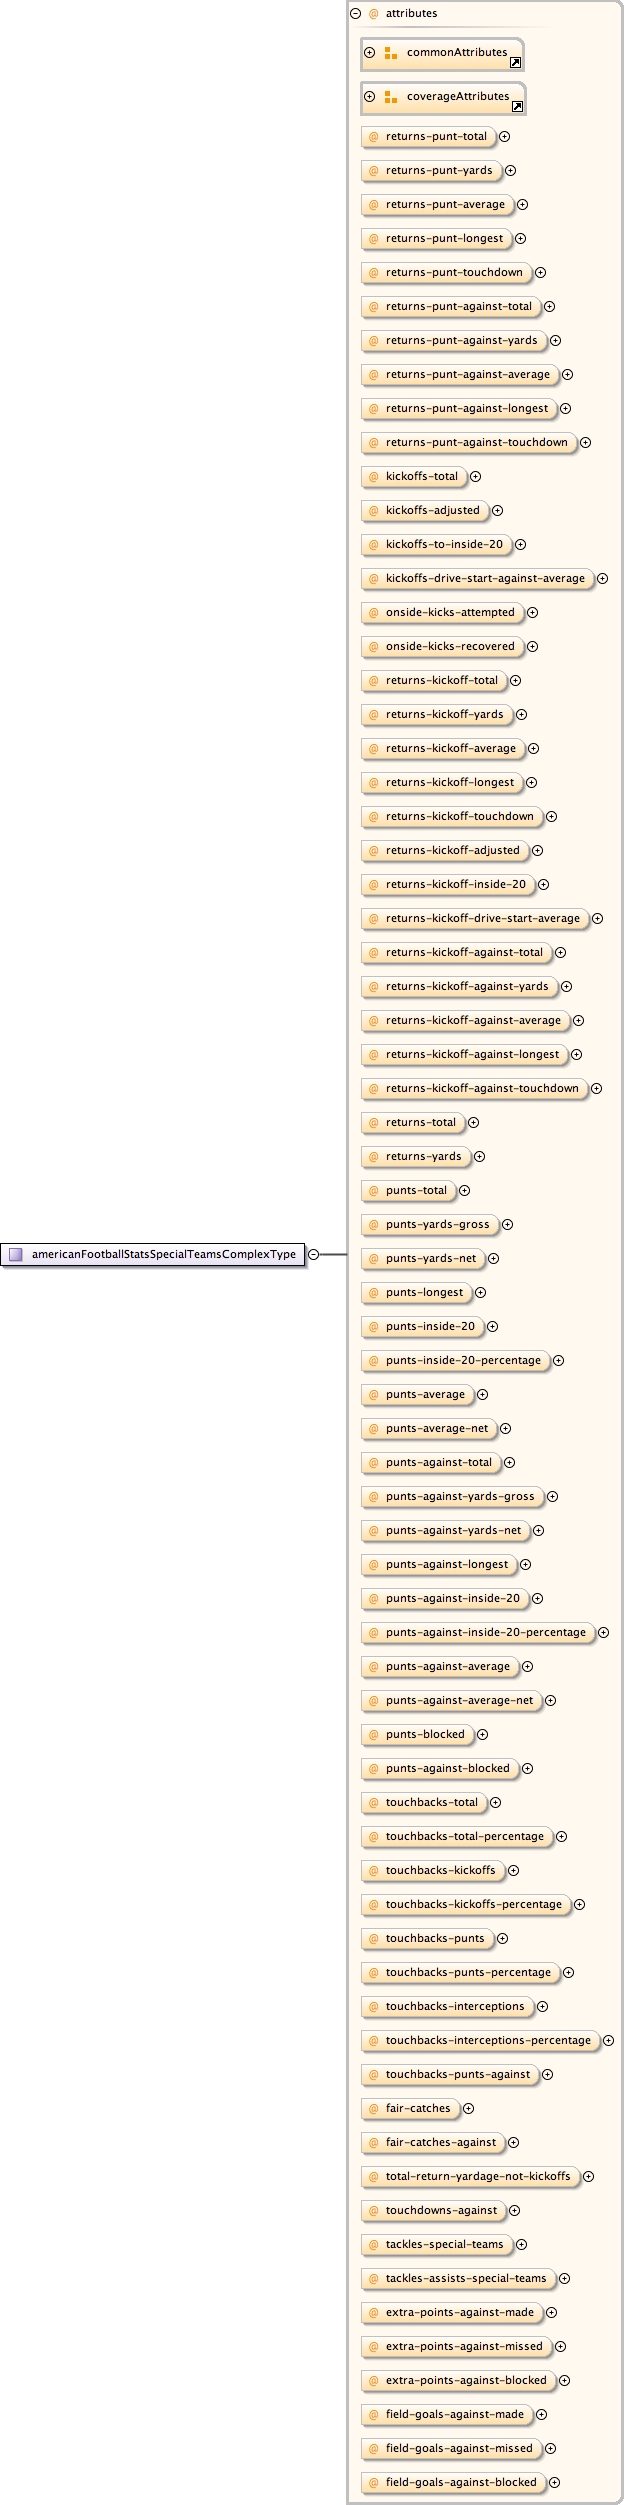 attributes
commonAttributes
coverageAttributes
@ returns-punt-total
@ returns-punt-yards
@ returns-punt-average
@ returns-punt-longest
@ returns-punt-touchdown
@ returns-punt-against-total
@ returns-punt-against-yards
@ returns-punt-against-average
@ returns-punt-against-longest
@ returns-punt-against-touchdown
@ kickoffs-total
@ kickoffs-adjusted
@ kickoffs-to-inside-20
@ kickoffs-drive-start-against-average
@ onside-kicks-attempted
@ onside-kicks-recovered
@ returns-kickoff-total
@ returns-kickoff-yards
@ returns-kickoff-average
@ returns-kickoff-longest
@ returns-kickoff-touchdown
@ returns-kickoff-adjusted
@ returns-kickoff-inside-20
@ returns-kickoff-drive-start-average
@ returns-kickoff-against-total
@ returns-kickoff-against-yards
@ returns-kickoff-against-average
@ returns-kickoff-against-longest
@ returns-kickoff-against-touchdown
@ returns-total
@ returns-yards
@ punts-total
@ punts-yards-gross
americanFootballStatsSpecialTeamsComplexType
@ punts-yards-net
@ punts-longest
@ punts-inside-20
@ punts-inside-20-percentage
@ punts-average
@ punts-average-net
@ punts-against-total
@ punts-against-yards-gross
@ punts-against-yards-net
@ punts-against-longest
@ punts-against-inside-20
@ punts-against-inside-20-percentage
@ punts-against-average
@ punts-against-average-net
@ punts-blocked
@ punts-against-blocked
@ touchbacks-total
@ touchbacks-total-percentage
@ touchbacks-kickoffs
@ touchbacks-kickoffs-percentage
@ touchbacks-punts
@ touchbacks-punts-percentage
@ touchbacks-interceptions
@ touchbacks-interceptions-percentage
@ touchbacks-punts-against
@ fair-catches
@ fair-catches-against
@ total-return-yardage-not-kickoffs
@ touchdowns-against
@ tackles-special-teams
@ tackles-assists-special-teams
@ extra-points-against-made
@ extra-points-against-missed
@ extra-points-against-blocked
@ field-goals-against-made
@ field-goals-against-missed
@ field-goals-against-blocked